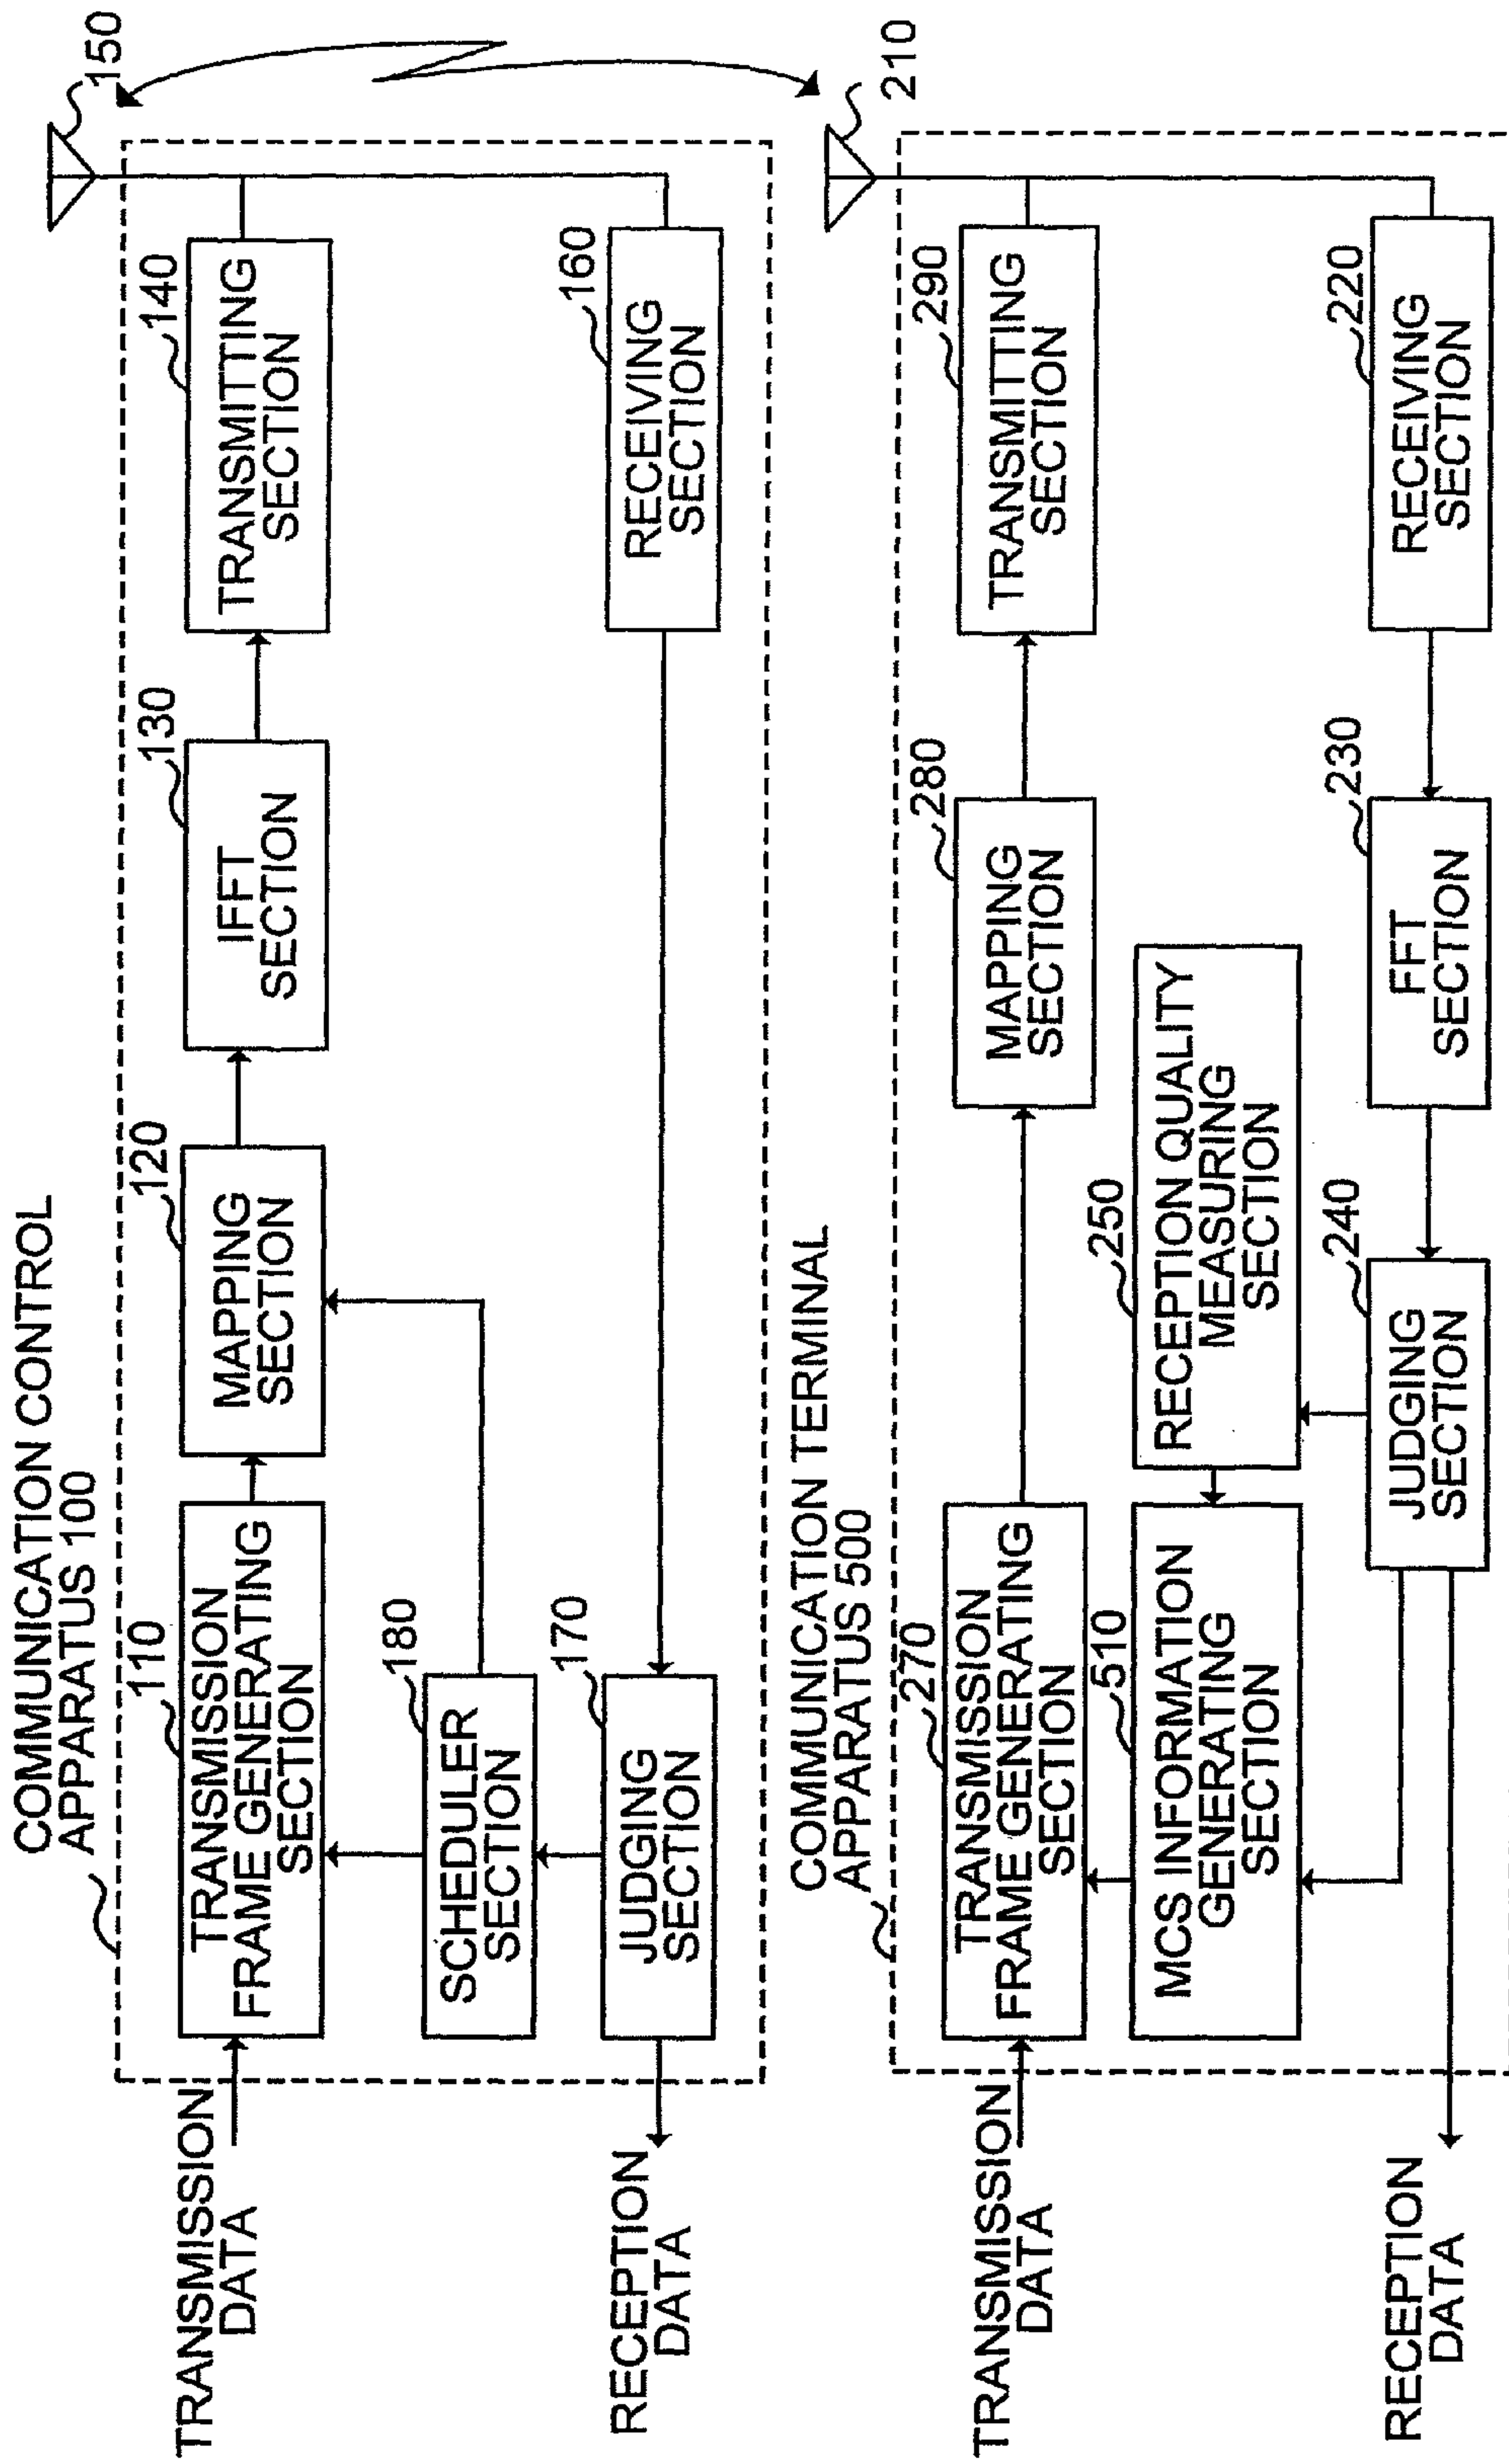 COMMUNICATION CONTROL
APPARATUS 100
110
TRANSMISSION
FRAME GENERATING
SECTION
120
MAPPING
SECTION
130
IFFT
SECTION
140
TRANSMITTING
SECTION
150
TRANSMISSION
DATA
180
SCHEDULER
SECTION
170
JUDGING
SECTION
160
RECEIVING
SECTION
RECEPTION
DATA
COMMUNICATION TERMINAL
APPARATUS 500
270
TRANSMISSION
FRAME GENERATING
SECTION
280
MAPPING
SECTION
290
TRANSMITTING
SECTION
210
TRANSMISSION
DATA
510
MCS INFORMATION
GENERATING
SECTION
250
RECEPTION QUALITY
MEASURING
SECTION
240
JUDGING
SECTION
230
FFT
SECTION
220
RECEIVING
SECTION
RECEPTION
DATA